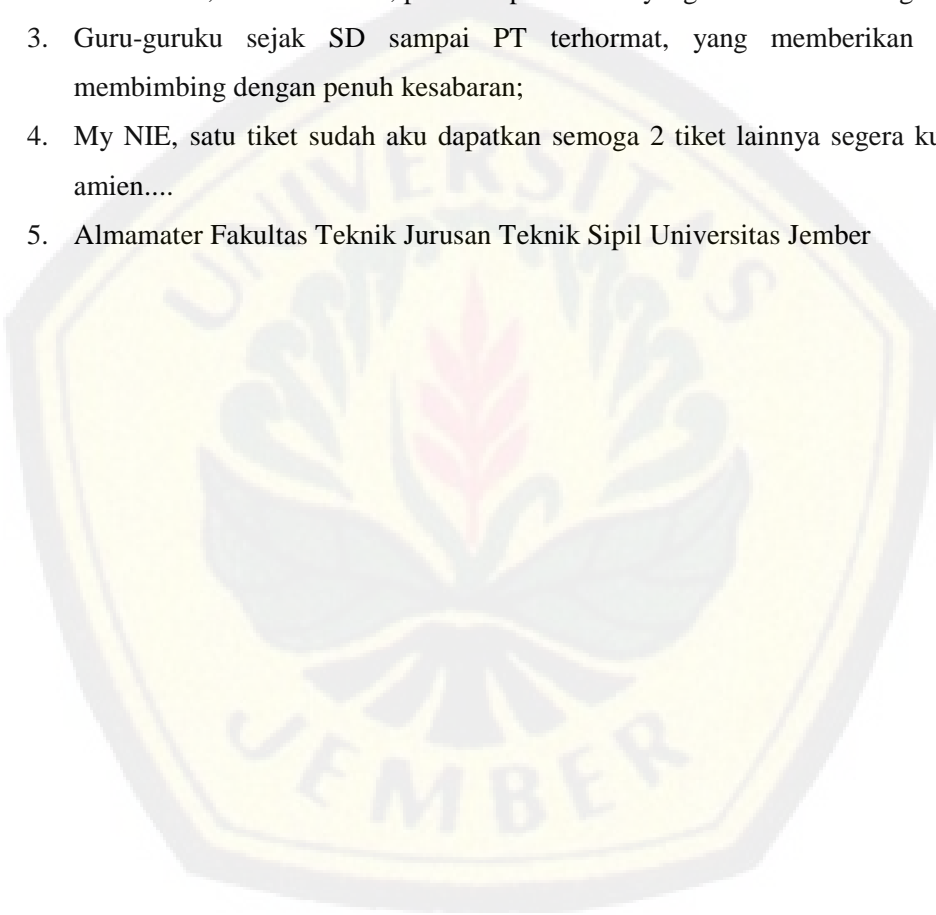 3. Guru-guruku sejak SD sampai PT terhormat, yang memberikan
membimbing dengan penuh kesabaran;
4. My NIE, satu tiket sudah aku dapatkan semoga 2 tiket lainnya segera ku
amien....
5. Almamater Fakultas Teknik Jurusan Teknik Sipil Universitas Jember
UNIVERSITAS
JEMBER